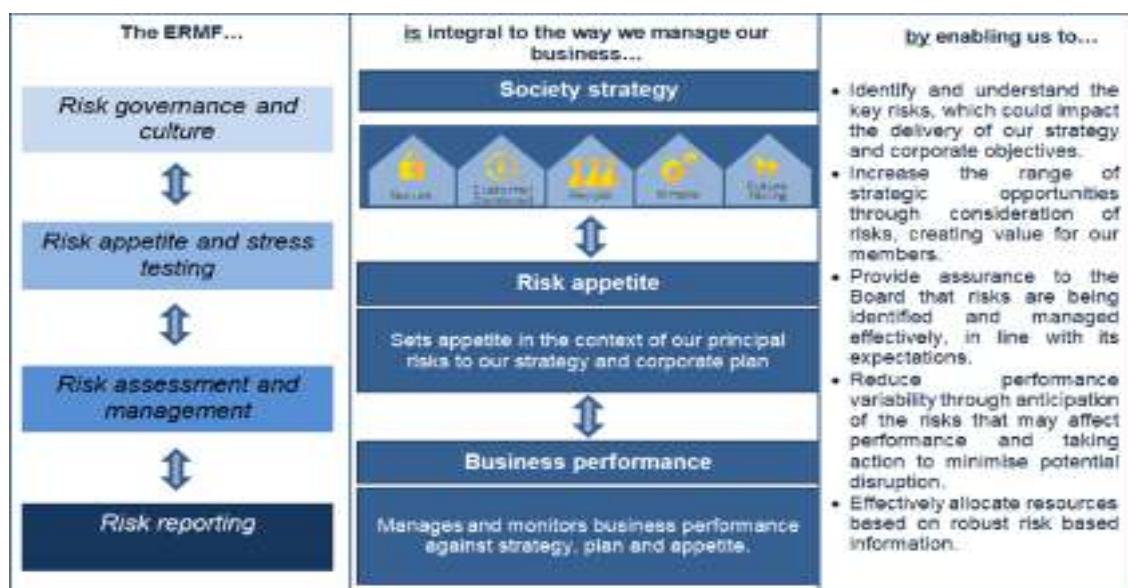 The ERMF...
Risk governance and
culture
Risk appetite and stress
testing
Risk assessment and
management
Risk reporting
is integral to the way we manage our
business...
Society strategy
Secure
Customer
People
Simple
Future
Facing
Risk appetite
Sets appetite in the context of our principal
risks to our strategy and corporate plan
Business performance
Manages and monitors business performance
against strategy, plan and appetite.
by enabling us to...
• Identify and understand the
key risks, which could impact
the delivery of our strategy
and corporate objectives.
• Increase the range of
strategic opportunities
through consideration of
risks, creating value for our
members.
• Provide assurance to the
Board that risks are being
identified and managed
effectively, in line with its
expectations.
• Reduce performance
variability through anticipation
of the risks that may affect
performance and taking
action to minimise potential
disruption.
• Effectively allocate resources
based on robust risk based
information.